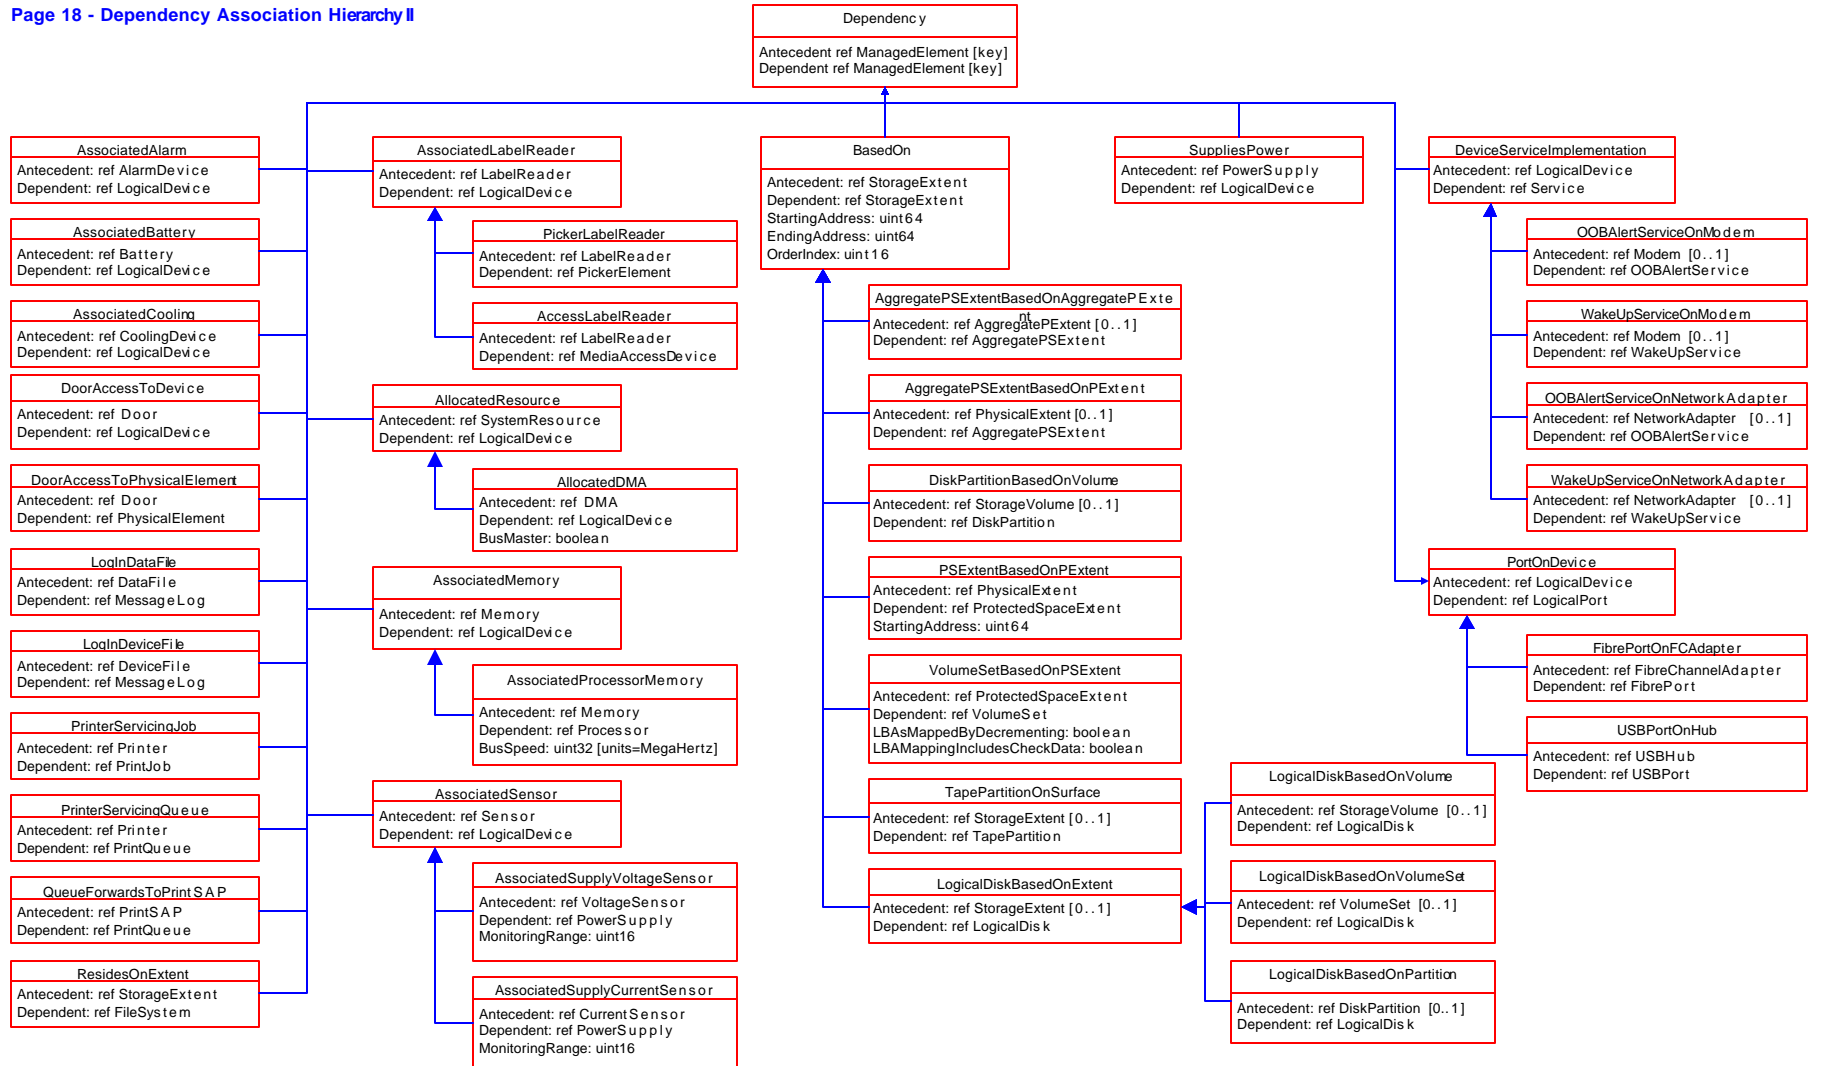 Page 18 - Dependency Association Hierarchy II
Dependency
Antecedent ref ManagedElement [key]
Dependent ref ManagedElement [key]
AssociatedAlarm
Antecedent: ref AlarmDevice
Dependent: ref LogicalDevice
AssociatedBattery
Antecedent: ref Battery
Dependent: ref LogicalDevice
AssociatedCooling
Antecedent: ref CoolingDevice
Dependent: ref LogicalDevice
DoorAccessToDevice
Antecedent: ref Door
Dependent: ref LogicalDevice
DoorAccessToPhysicalElement
Antecedent: ref Door
Dependent: ref PhysicalElement
LogInDataFile
Antecedent: ref DataFile
Dependent: ref MessageLog
LogInDeviceFile
Antecedent: ref DeviceFile
Dependent: ref MessageLog
PrinterServicingJob
Antecedent: ref Printer
Dependent: ref PrintJob
PrinterServicingQueue
Antecedent: ref Printer
Dependent: ref PrintQueue
QueueForwardsToPrintSAP
Antecedent: ref PrintSAP
Dependent: ref PrintQueue
ResidesOnExtent
Antecedent: ref StorageExtent
Dependent: ref FileSystem
AssociatedLabelReader
Antecedent: ref LabelReader
Dependent: ref LogicalDevice
PickerLabelReader
Antecedent: ref LabelReader
Dependent: ref PickerElement
AccessLabelReader
Antecedent: ref LabelReader
Dependent: ref MediaAccessDevice
AllocatedResource
Antecedent: ref SystemResource
Dependent: ref LogicalDevice
AllocatedDMA
Antecedent: ref DMA
Dependent: ref LogicalDevice
BusMaster: boolean
AssociatedMemory
Antecedent: ref Memory
Dependent: ref LogicalDevice
AssociatedProcessorMemory
Antecedent: ref Memory
Dependent: ref Processor
BusSpeed: uint32 [units=MegaHertz]
AssociatedSensor
Antecedent: ref Sensor
Dependent: ref LogicalDevice
AssociatedSupplyVoltageSensor
Antecedent: ref VoltageSensor
Dependent: ref PowerSupply
MonitoringRange: uint16
AssociatedSupplyCurrentSensor
Antecedent: ref CurrentSensor
Dependent: ref PowerSupply
MonitoringRange: uint16
BasedOn
Antecedent: ref StorageExtent
Dependent: ref StorageExtent
StartingAddress: uint64
EndingAddress: uint64
OrderIndex: uint16
AggregatePSExtentBasedOnAggregatePExte
nt
Antecedent: ref AggregatePExtent [0..1]
Dependent: ref AggregatePSExtent
AggregatePSExtentBasedOnPExtent
Antecedent: ref PhysicalExtent [0..1]
Dependent: ref AggregatePSExtent
DiskPartitionBasedOnVolume
Antecedent: ref StorageVolume [0..1]
Dependent: ref DiskPartition
PSExtentBasedOnPExtent
Antecedent: ref PhysicalExtent
Dependent: ref ProtectedSpaceExtent
StartingAddress: uint64
VolumeSetBasedOnPSExtent
Antecedent: ref ProtectedSpaceExtent
Dependent: ref VolumeSet
LBAsMappedByDecrementing: boolean
LBAMappingIncludesCheckData: boolean
TapePartitionOnSurface
Antecedent: ref StorageExtent [0..1]
Dependent: ref TapePartition
LogicalDiskBasedOnExtent
Antecedent: ref StorageExtent [0..1]
Dependent: ref LogicalDisk
SuppliesPower
Antecedent: ref PowerSupply
Dependent: ref LogicalDevice
LogicalDiskBasedOnVolume
Antecedent: ref StorageVolume [0..1]
Dependent: ref LogicalDisk
LogicalDiskBasedOnVolumeSet
Antecedent: ref VolumeSet [0..1]
Dependent: ref LogicalDisk
LogicalDiskBasedOnPartition
Antecedent: ref DiskPartition [0..1]
Dependent: ref LogicalDisk
DeviceServiceImplementation
Antecedent: ref LogicalDevice
Dependent: ref Service
OOBAlertServiceOnModem
Antecedent: ref Modem [0..1]
Dependent: ref OOBAlertService
WakeUpServiceOnModem
Antecedent: ref Modem [0..1]
Dependent: ref WakeUpService
OOBAlertServiceOnNetworkAdapter
Antecedent: ref NetworkAdapter [0..1]
Dependent: ref OOBAlertService
WakeUpServiceOnNetworkAdapter
Antecedent: ref NetworkAdapter [0..1]
Dependent: ref WakeUpService
PortOnDevice
Antecedent: ref LogicalDevice
Dependent: ref LogicalPort
FibrePortOnFCAdapter
Antecedent: ref FibreChannelAdapter
Dependent: ref FibrePort
USBPortOnHub
Antecedent: ref USBHub
Dependent: ref USBPort